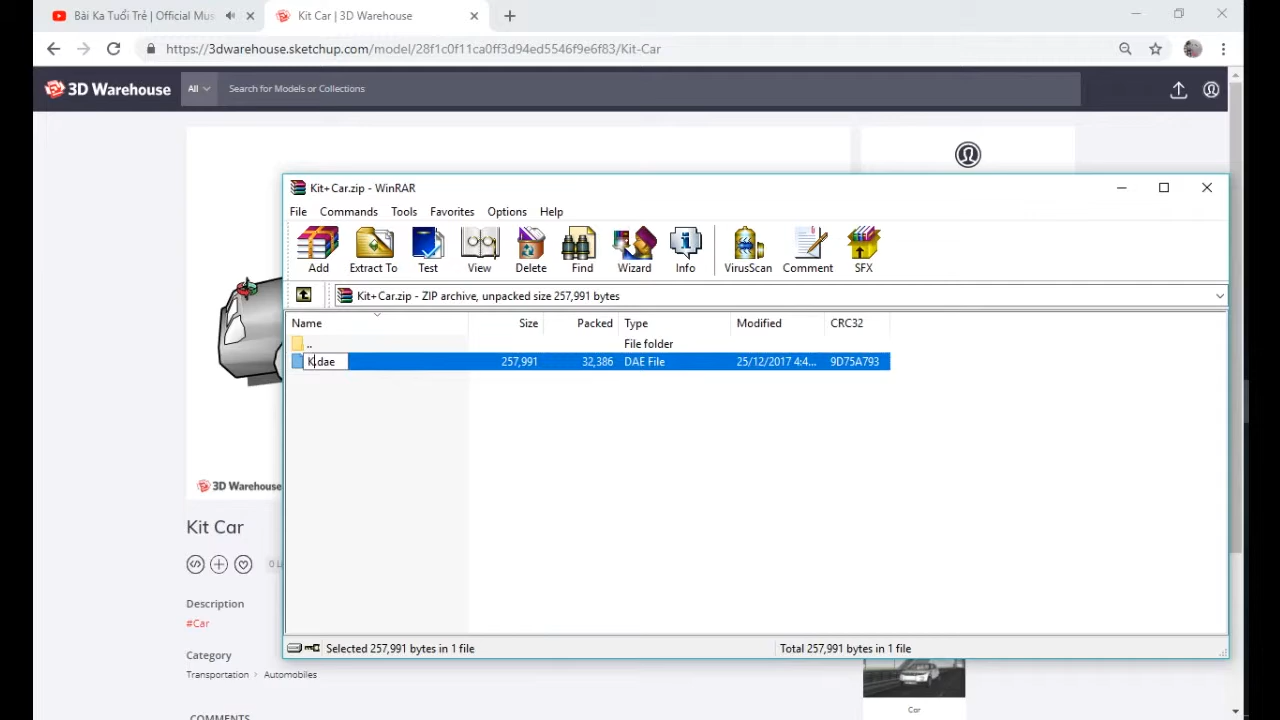 Bài Ka Tuổi Trẻ | Official Mus
Kit Car | 3D Warehouse
https://3dwarehouse.sketchup.com/model/28f1c0f11ca0ff3d94ed5546f9e6f83/Kit-Car
3D Warehouse
All
Search for Models or Collections
Kit+Car.zip - WinRAR
File Commands Tools Favorites Options Help
Add Extract To Test View Delete Find Wizard Info VirusScan Comment SFX
Kit+Car.zip - ZIP archive, unpacked size 257,991 bytes
Name Size Packed Type Modified CRC32
.. File folder
K.dae 257,991 32,386 DAE File 25/12/2017 4:4... 9D75A793
3D Warehouse
Kit Car
0 Li
Description
#Car
Selected 257,991 bytes in 1 file Total 257,991 bytes in 1 file
Category
Transportation > Automobiles
Car
COMMENTS